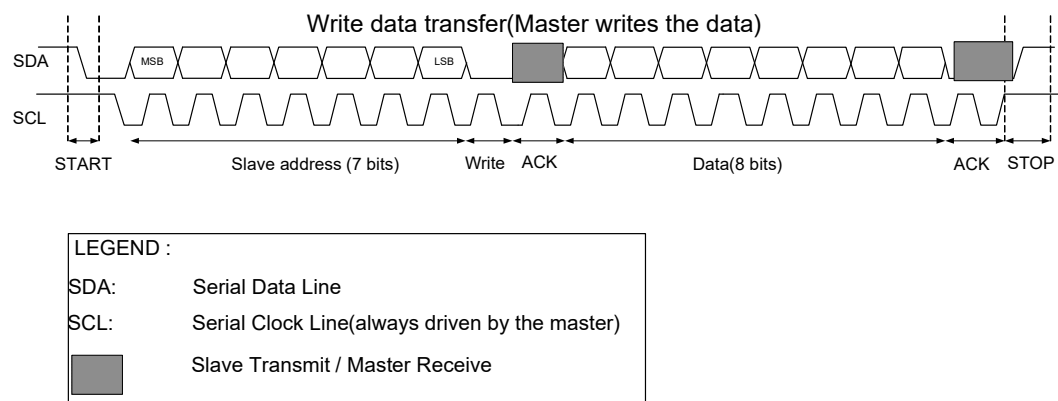 Write data transfer(Master writes the data)
SDA
MSB
LSB
SCL
START
Slave address (7 bits)
Write
ACK
Data(8 bits)
ACK
STOP
LEGEND :
SDA: Serial Data Line
SCL: Serial Clock Line(always driven by the master)
Slave Transmit / Master Receive